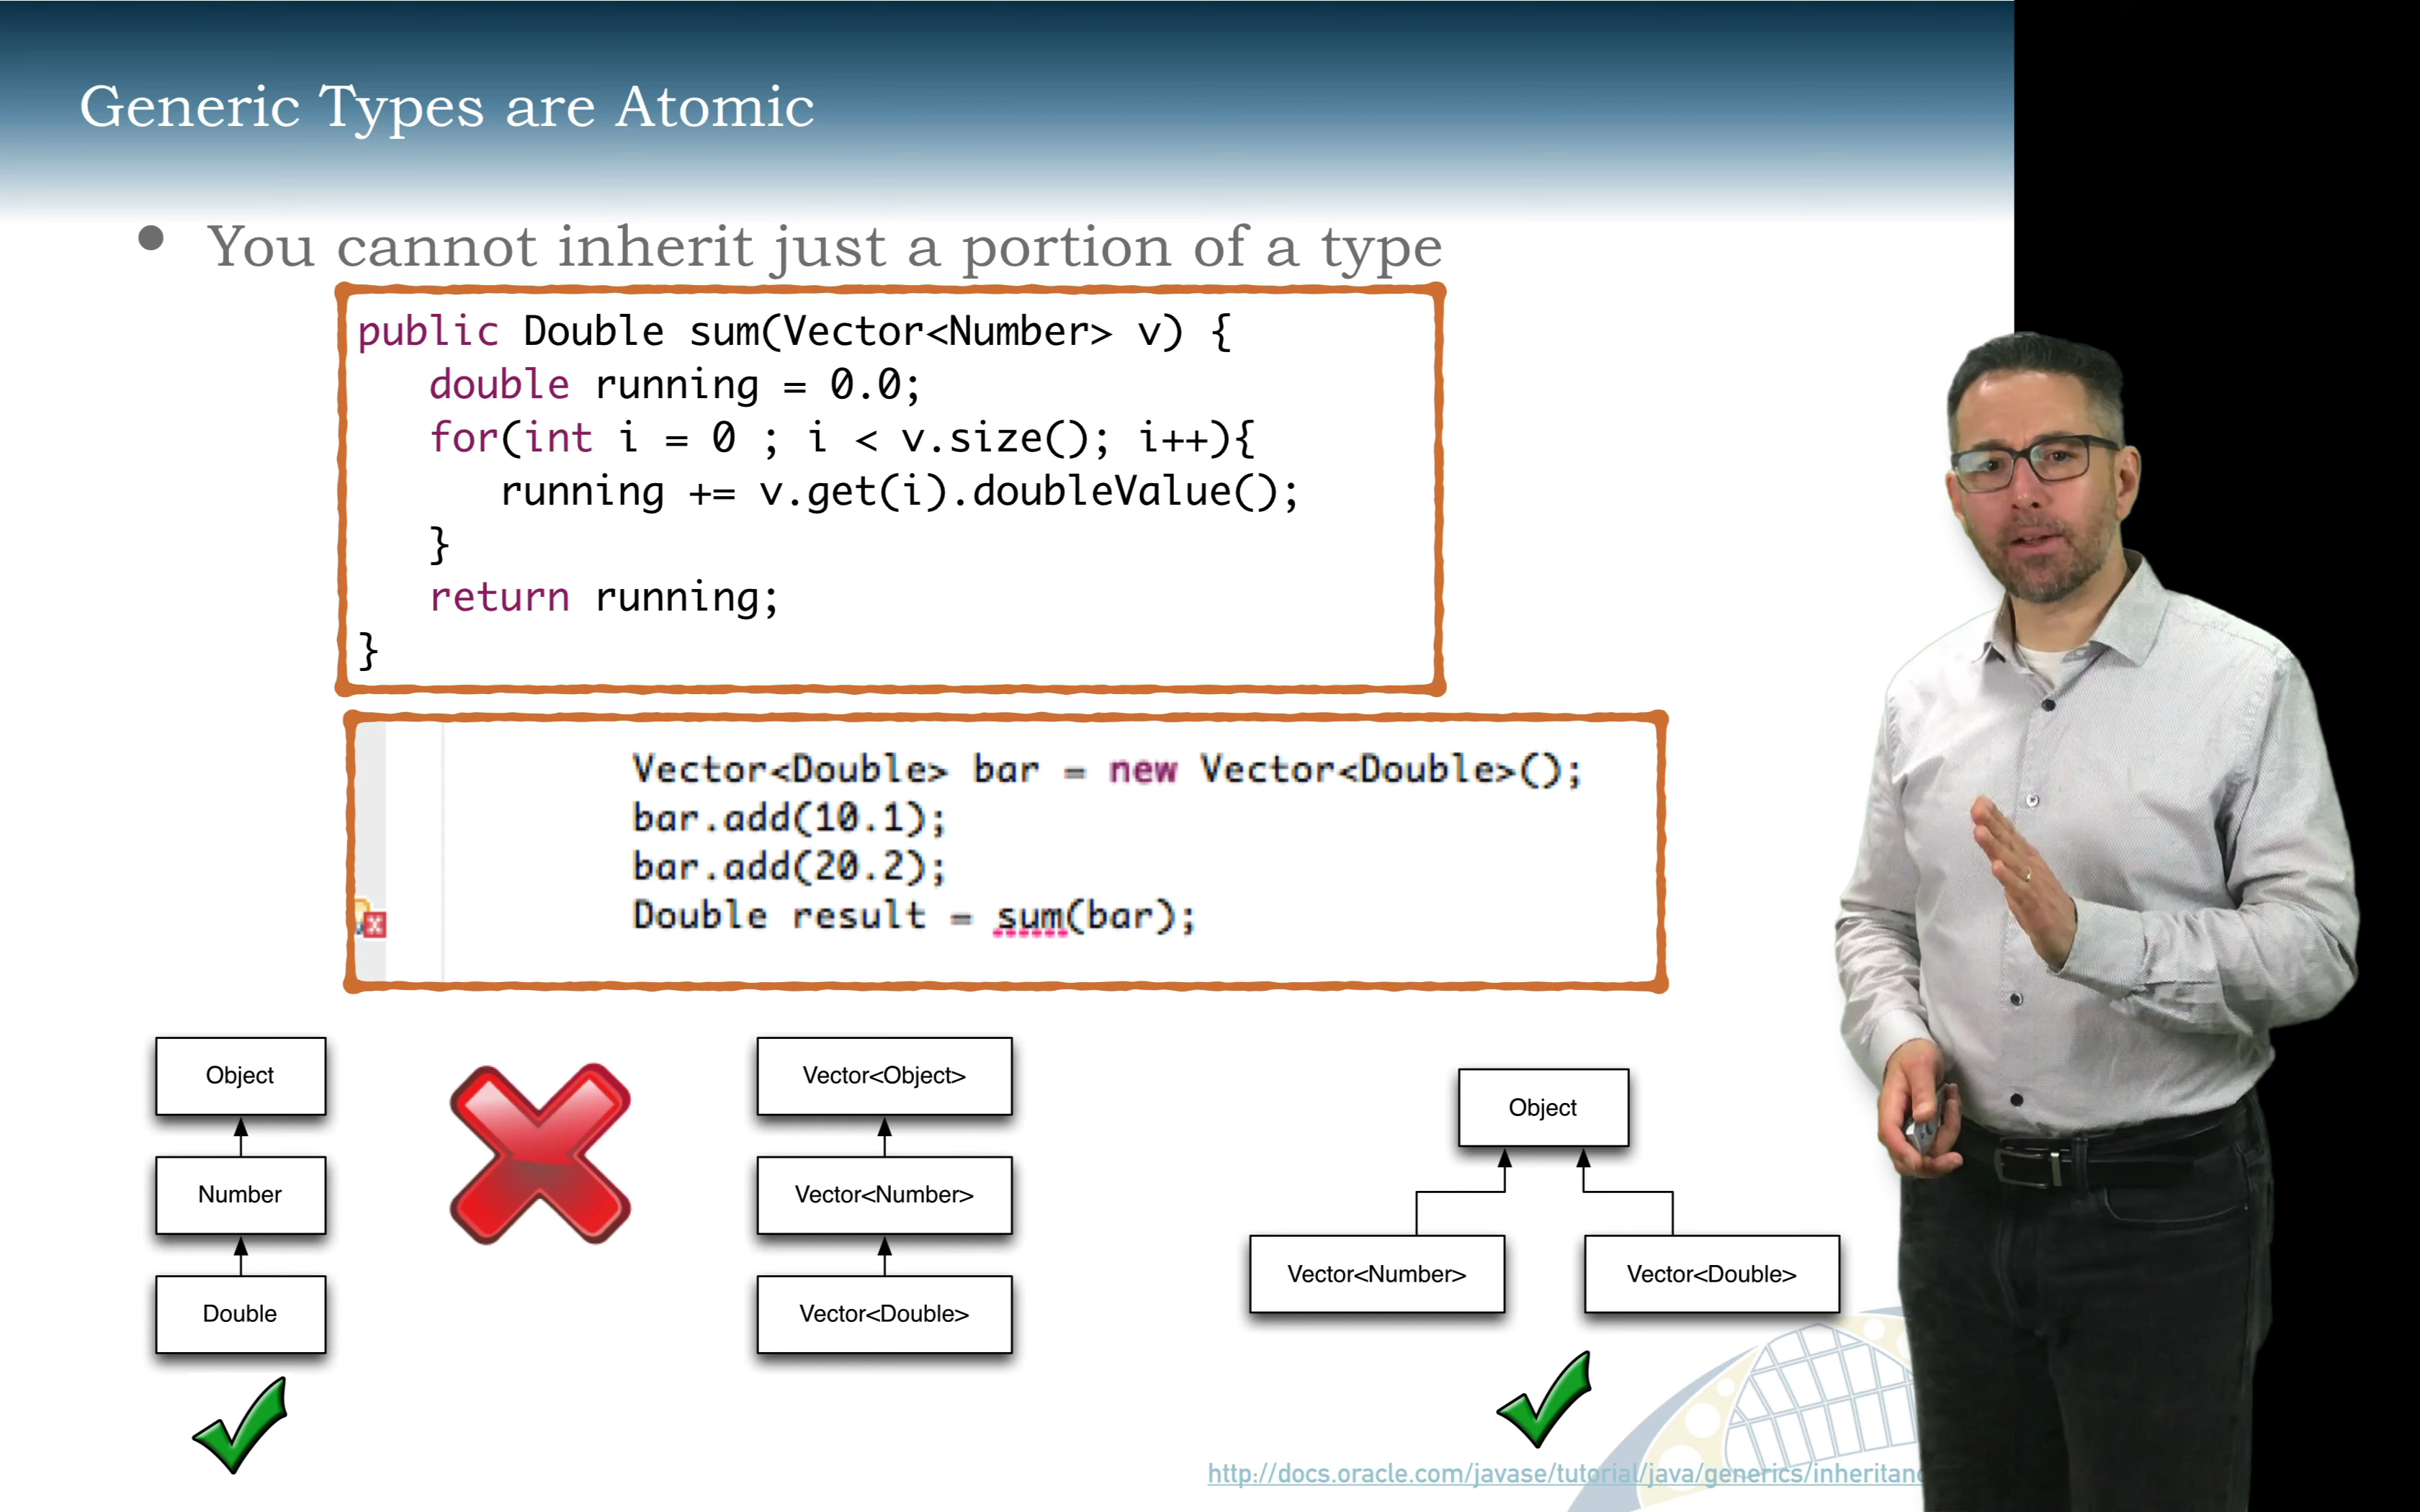 Generic Types are Atomic
• You cannot inherit just a portion of a type
public Double sum(Vector<Number> v) {
double running = 0.0;
for(int i = 0 ; i < v.size(); i++){
running += v.get(i).doubleValue();
}
return running;
}
Vector<Double> bar = new Vector<Double>();
bar.add(10.1);
bar.add(20.2);
Double result = sum(bar);
Object
Number
Double
Vector<Object>
Vector<Number>
Vector<Double>
Object
Vector<Number>
Vector<Double>
http://docs.oracle.com/javase/tutorial/java/generics/inheritan